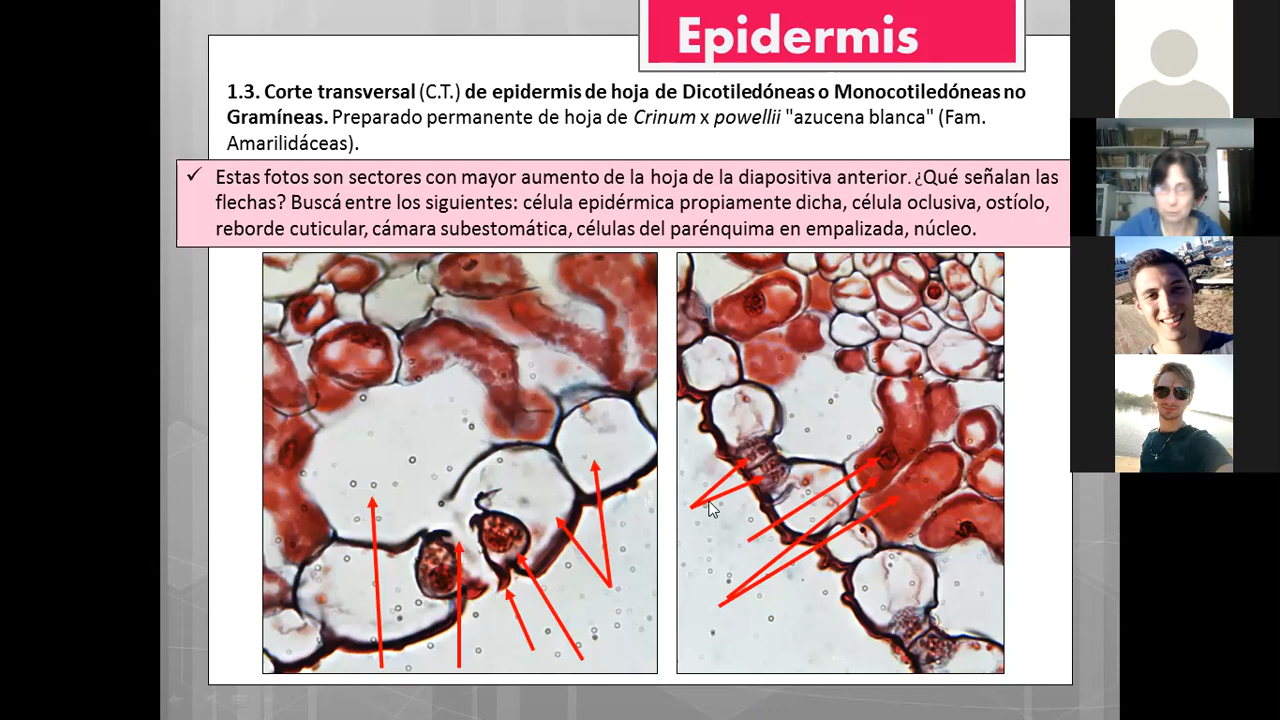 Epidermis
1.3. Corte transversal (C.T.) de epidermis de hoja de Dicotiledóneas o Monocotiledóneas no
Gramíneas. Preparado permanente de hoja de Crinum x powellii "azucena blanca" (Fam.
Amarilidáceas).
✓ Estas fotos son sectores con mayor aumento de la hoja de la diapositiva anterior. ¿Qué señalan las
flechas? Buscá entre los siguientes: célula epidérmica propiamente dicha, célula oclusiva, ostíolo,
reborde cuticular, cámara subestomática, células del parénquima en empalizada, núcleo.